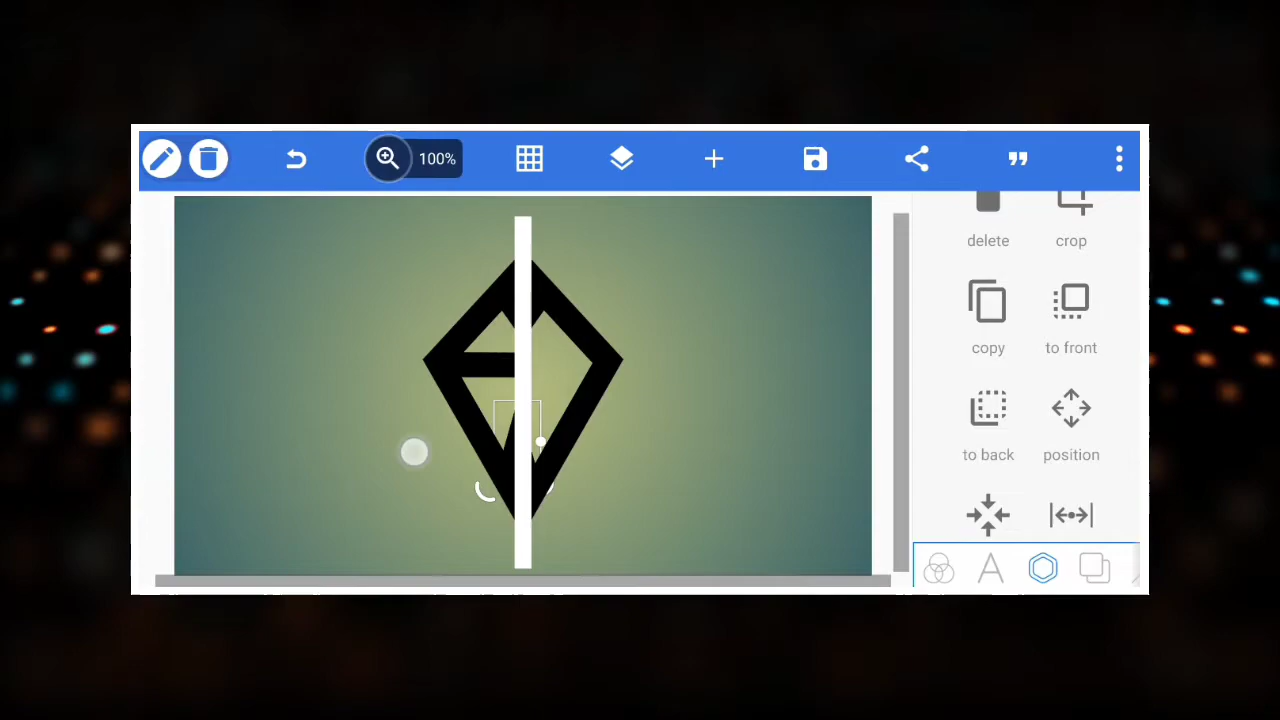 100%
delete crop
copy to front
to back position